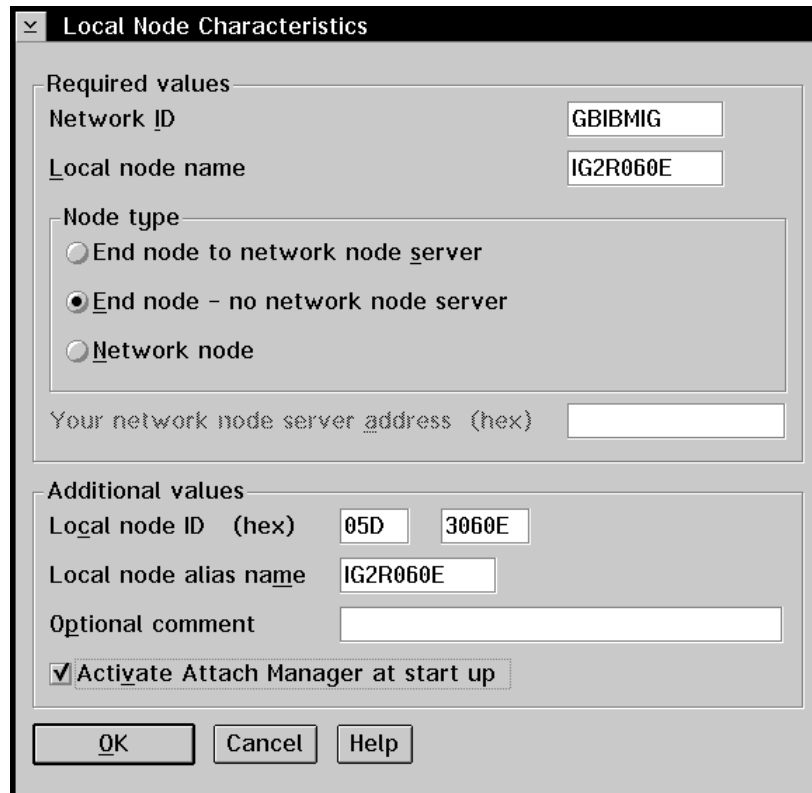 Local Node Characteristics
Required values
Network ID GBIBMIG
Local node name IG2R060E
Node type
End node to network node server
End node - no network node server
Network node
Your network node server address (hex)
Additional values
Local node ID (hex) 05D 3060E
Local node alias name IG2R060E
Optional comment
Activate Attach Manager at start up
OK Cancel Help